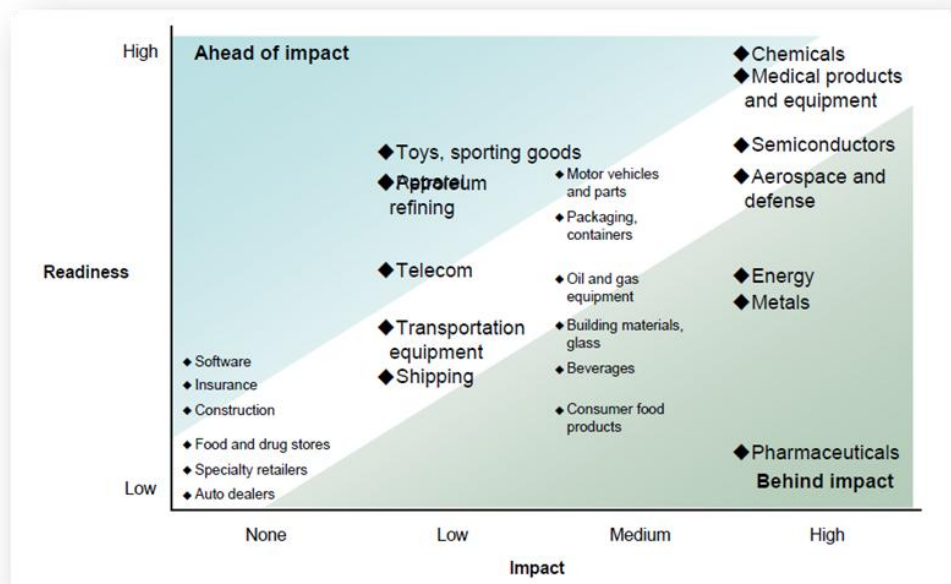 High
Ahead of impact
Chemicals
Medical products
and equipment
Toys, sporting goods
Semiconductors
Apparel
Petroleum
refining
Motor vehicles
and parts
Aerospace and
defense
Packaging,
containers
Readiness
Telecom
Oil and gas
equipment
Energy
Metals
Transportation
equipment
Building materials,
glass
Software
Shipping
Beverages
Insurance
Construction
Consumer food
products
Food and drug stores
Pharmaceuticals
Specialty retailers
Behind impact
Low
Auto dealers
None
Low
Medium
High
Impact